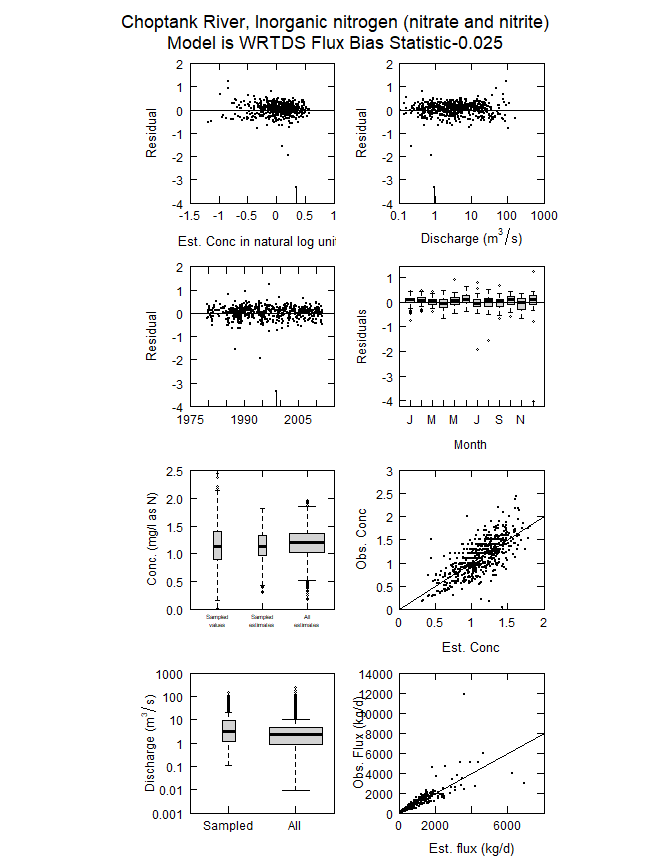 Choptank River, Inorganic nitrogen (nitrate and nitrite)
Model is WRTDS Flux Bias Statistic-0.025
2
1
0
-1
-2
-3
-4
Residual
-1.5 -1 -0.5 0 0.5 1
Est. Conc in natural log unit
2
1
0
-1
-2
-3
-4
Residual
0.1 1 10 100 1000
Discharge (m3/s)
2
1
0
-1
-2
-3
-4
Residual
1975 1990 2005
1
0
-1
-2
-3
-4
Residuals
J M M J S N
Month
2.5
2.0
1.5
1.0
0.5
0.0
Conc. (mg/l as N)
Sampled Sampled All
values estimates estimates
3
2.5
2
1.5
1
0.5
0
Obs. Conc
0 0.5 1 1.5 2
Est. Conc
1000
100
10
1
0.1
0.01
0.001
Discharge (m3/s)
Sampled All
14000
12000
10000
8000
6000
4000
2000
0
Obs. Flux (kg/d)
0 2000 6000
Est. flux (kg/d)